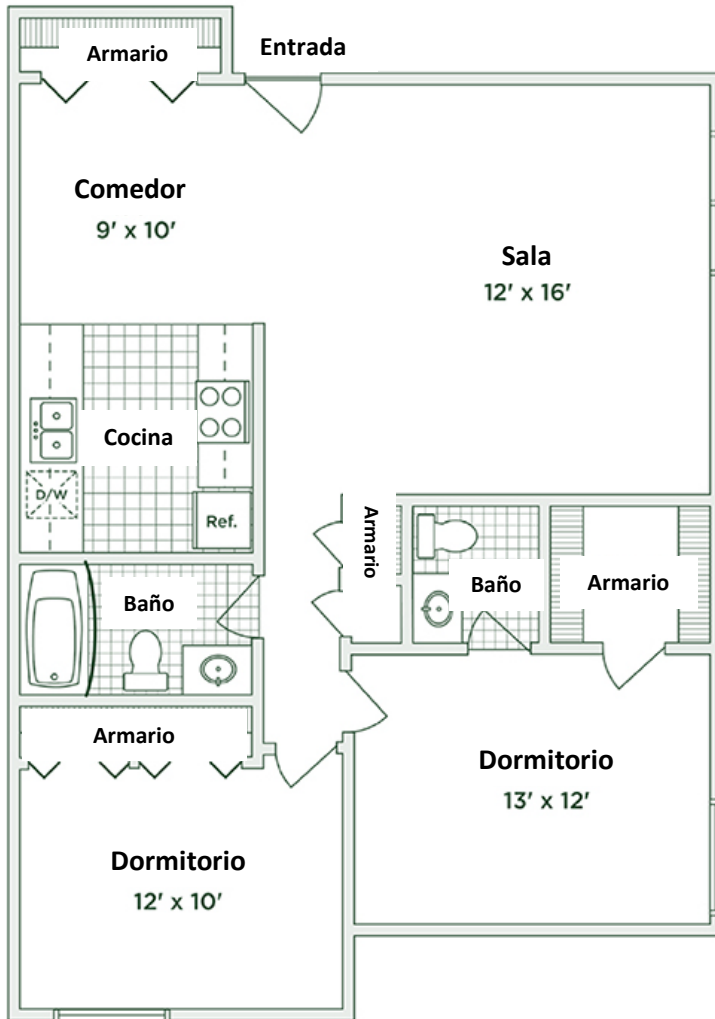 Armario
Entrada
Comedor
9' x 10'
Sala
12' x 16'
Cocina
D/W
Ref.
Armario
Baño
Baño
Armario
Armario
Dormitorio
13' x 12'
Dormitorio
12' x 10'